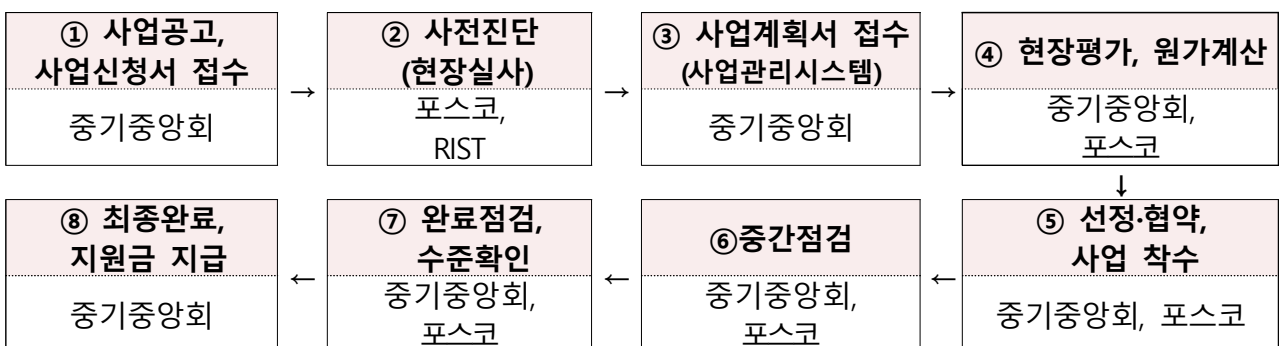 ① 사업공고,
사업신청서 접수
중기중앙회
→
② 사전진단
(현장실사)
포스코,
RIST
→
③ 사업계획서 접수
(사업관리시스템)
중기중앙회
→
④ 현장평가, 원가계산
중기중앙회,
포스코
↓
⑤ 선정·협약,
사업 착수
중기중앙회, 포스코
←
⑥중간점검
중기중앙회,
포스코
←
⑦ 완료점검,
수준확인
중기중앙회,
포스코
←
⑧ 최종완료,
지원금 지급
중기중앙회